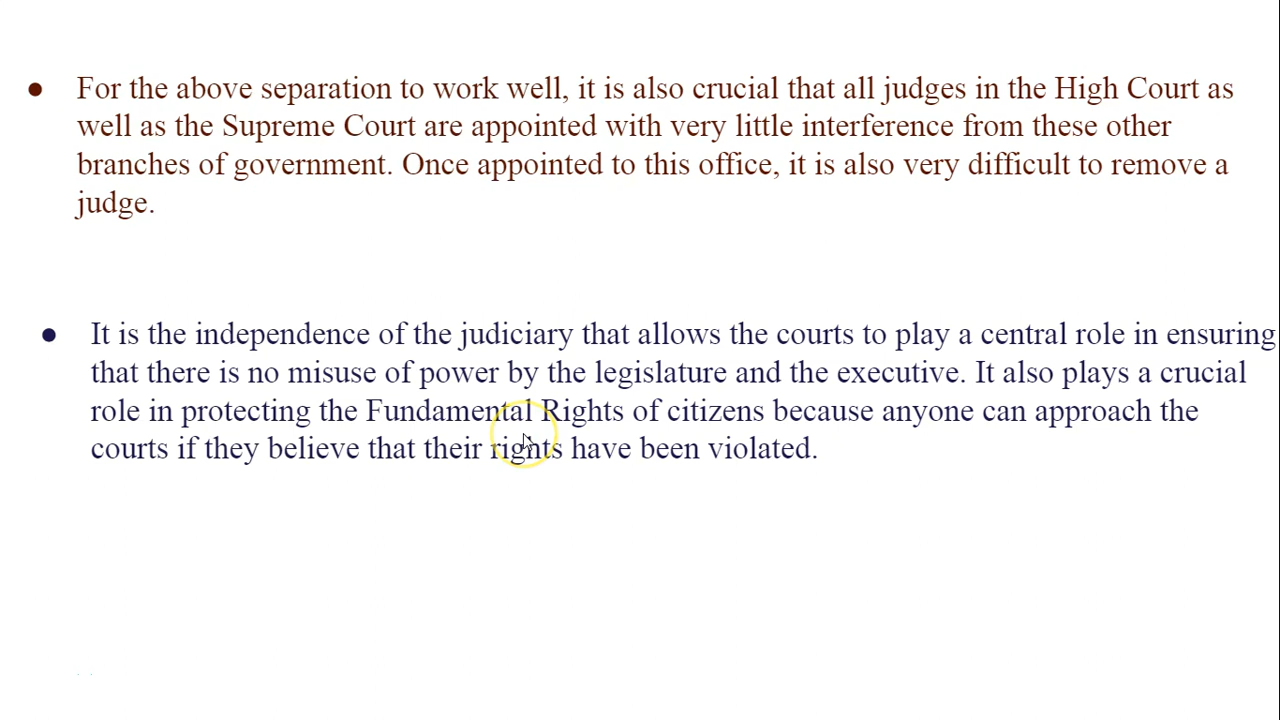 ● For the above separation to work well, it is also crucial that all judges in the High Court as
well as the Supreme Court are appointed with very little interference from these other
branches of government. Once appointed to this office, it is also very difficult to remove a
judge.
● It is the independence of the judiciary that allows the courts to play a central role in ensuring
that there is no misuse of power by the legislature and the executive. It also plays a crucial
role in protecting the Fundamental Rights of citizens because anyone can approach the
courts if they believe that their rights have been violated.